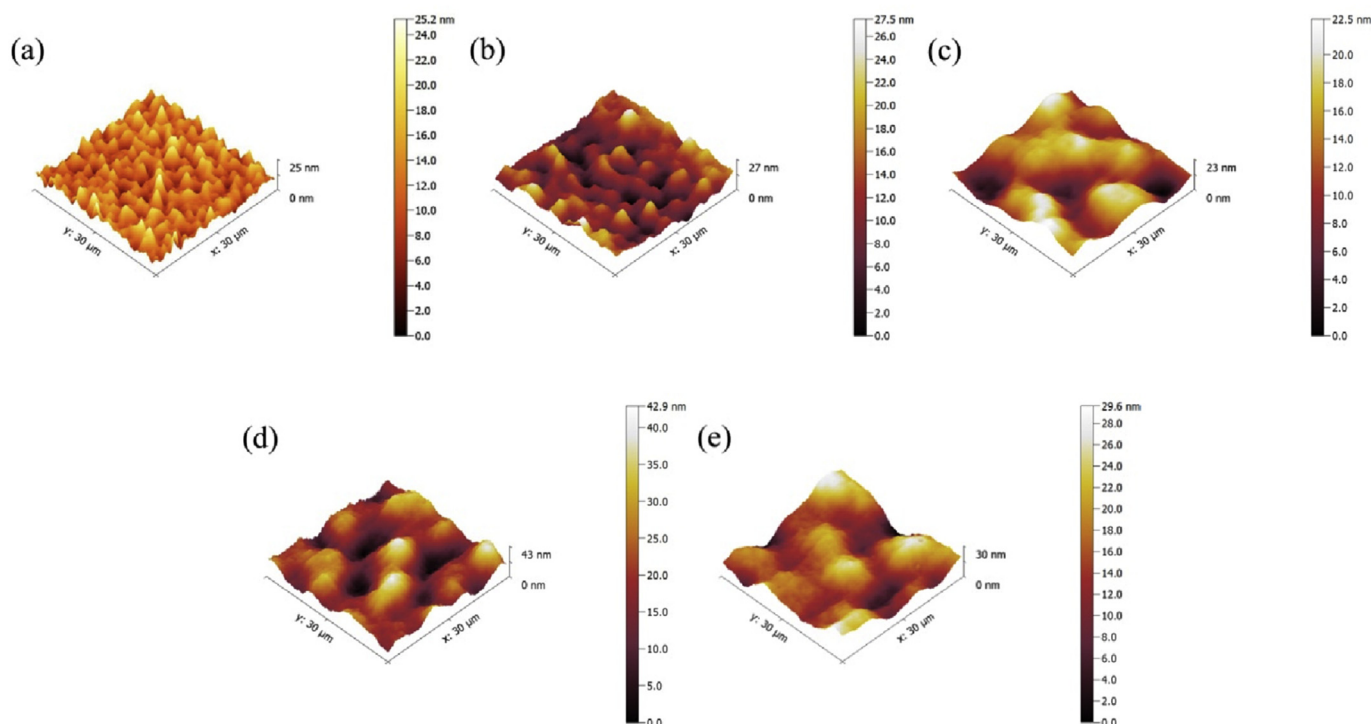 (a)
25.2 nm
24.0
22.0
20.0
18.0
16.0
14.0
12.0
10.0
8.0
6.0
4.0
2.0
0.0
25 nm
0 nm
y: 30 µm
x: 30 µm
(b)
27.5 nm
26.0
24.0
22.0
20.0
18.0
16.0
14.0
12.0
10.0
8.0
6.0
4.0
2.0
0.0
27 nm
0 nm
y: 30 µm
x: 30 µm
(c)
22.5 nm
20.0
18.0
16.0
14.0
12.0
10.0
8.0
6.0
4.0
2.0
0.0
23 nm
0 nm
y: 30 µm
x: 30 µm
(d)
42.9 nm
40.0
35.0
30.0
25.0
20.0
15.0
10.0
5.0
0.0
43 nm
0 nm
y: 30 µm
x: 30 µm
(e)
29.6 nm
28.0
26.0
24.0
22.0
20.0
18.0
16.0
14.0
12.0
10.0
8.0
6.0
4.0
2.0
0.0
30 nm
0 nm
y: 30 µm
x: 30 µm